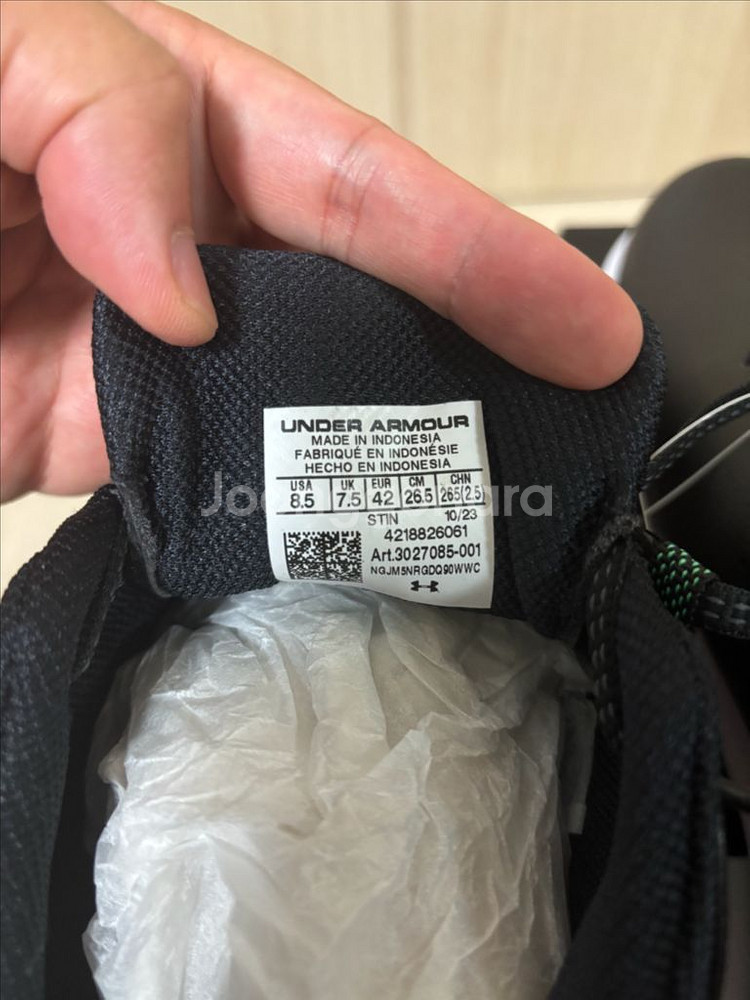 UNDER ARMOUR
MADE IN INDONESIA
FABRIQUÉ EN INDONÉSIE
HECHO EN INDONESIA
USA UK EUR CM CHN
8.5 7.5 42 26.5 265(2.5)
STIN 10/23
4218826061
Art.3027085-001
NGJM5NRGDQ90WWC